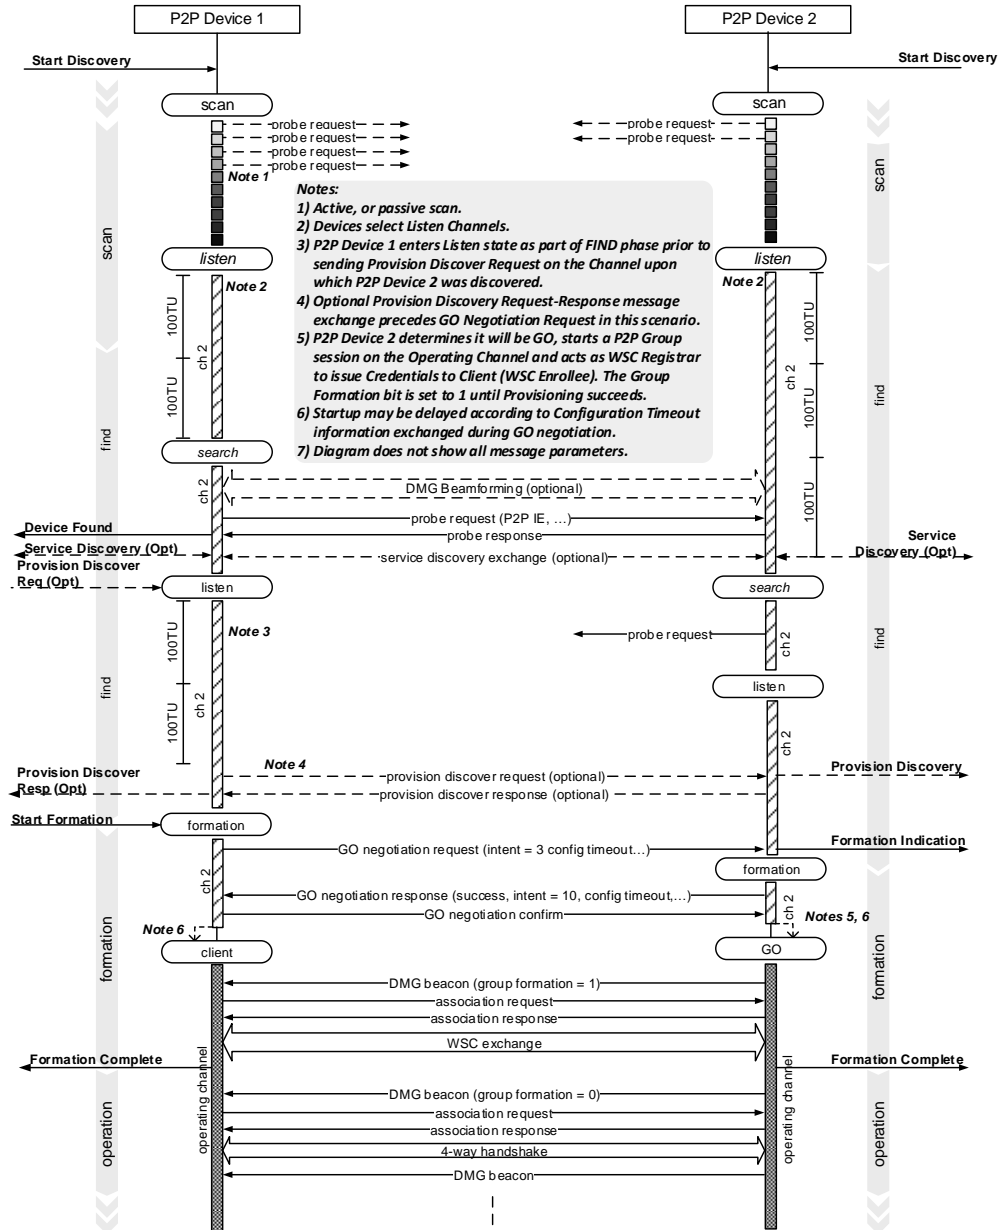 P2P Device 1
P2P Device 2
Start Discovery
Start Discovery
scan
scan
probe request
probe request
probe request
probe request
probe request
probe request
Note 1
scan
scan
Notes:
1) Active, or passive scan.
2) Devices select Listen Channels.
3) P2P Device 1 enters Listen state as part of FIND phase prior to
sending Provision Discover Request on the Channel upon
which P2P Device 2 was discovered.
4) Optional Provision Discovery Request-Response message
exchange precedes GO Negotiation Request in this scenario.
5) P2P Device 2 determines it will be GO, starts a P2P Group
session on the Operating Channel and acts as WSC Registrar
to issue Credentials to Client (WSC Enrollee). The Group
Formation bit is set to 1 until Provisioning succeeds.
6) Startup may be delayed according to Configuration Timeout
information exchanged during GO negotiation.
7) Diagram does not show all message parameters.
listen
listen
Note 2
Note 2
100TU
100TU
ch 2
100TU
100TU
100TU
ch 2
find
find
search
ch 2
DMG Beamforming (optional)
probe request (P2P IE, ...)
Device Found
probe response
Service Discovery (Opt)
service discovery exchange (optional)
Service
Discovery (Opt)
Provision Discover
Req (Opt)
listen
search
100TU
100TU
ch 2
Note 3
probe request
ch 2
find
find
listen
ch 2
Note 4
Provision Discover
Resp (Opt)
provision discover request (optional)
Provision Discovery
provision discover response (optional)
Start Formation
formation
GO negotiation request (intent = 3 config timeout...)
Formation Indication
ch 2
formation
GO negotiation response (success, intent = 10, config timeout,...)
ch 2
GO negotiation confirm
Note 6
Notes 5, 6
client
GO
formation
formation
DMG beacon (group formation = 1)
association request
association response
WSC exchange
Formation Complete
Formation Complete
operating channel
operating channel
DMG beacon (group formation = 0)
association request
association response
4-way handshake
DMG beacon
operation
operation